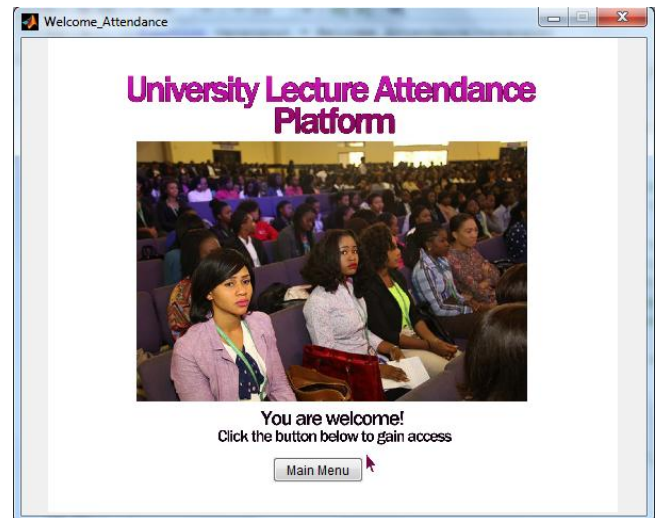 Welcome_Attendance
University Lecture Attendance
Platform
You are welcome!
Click the button below to gain access
Main Menu